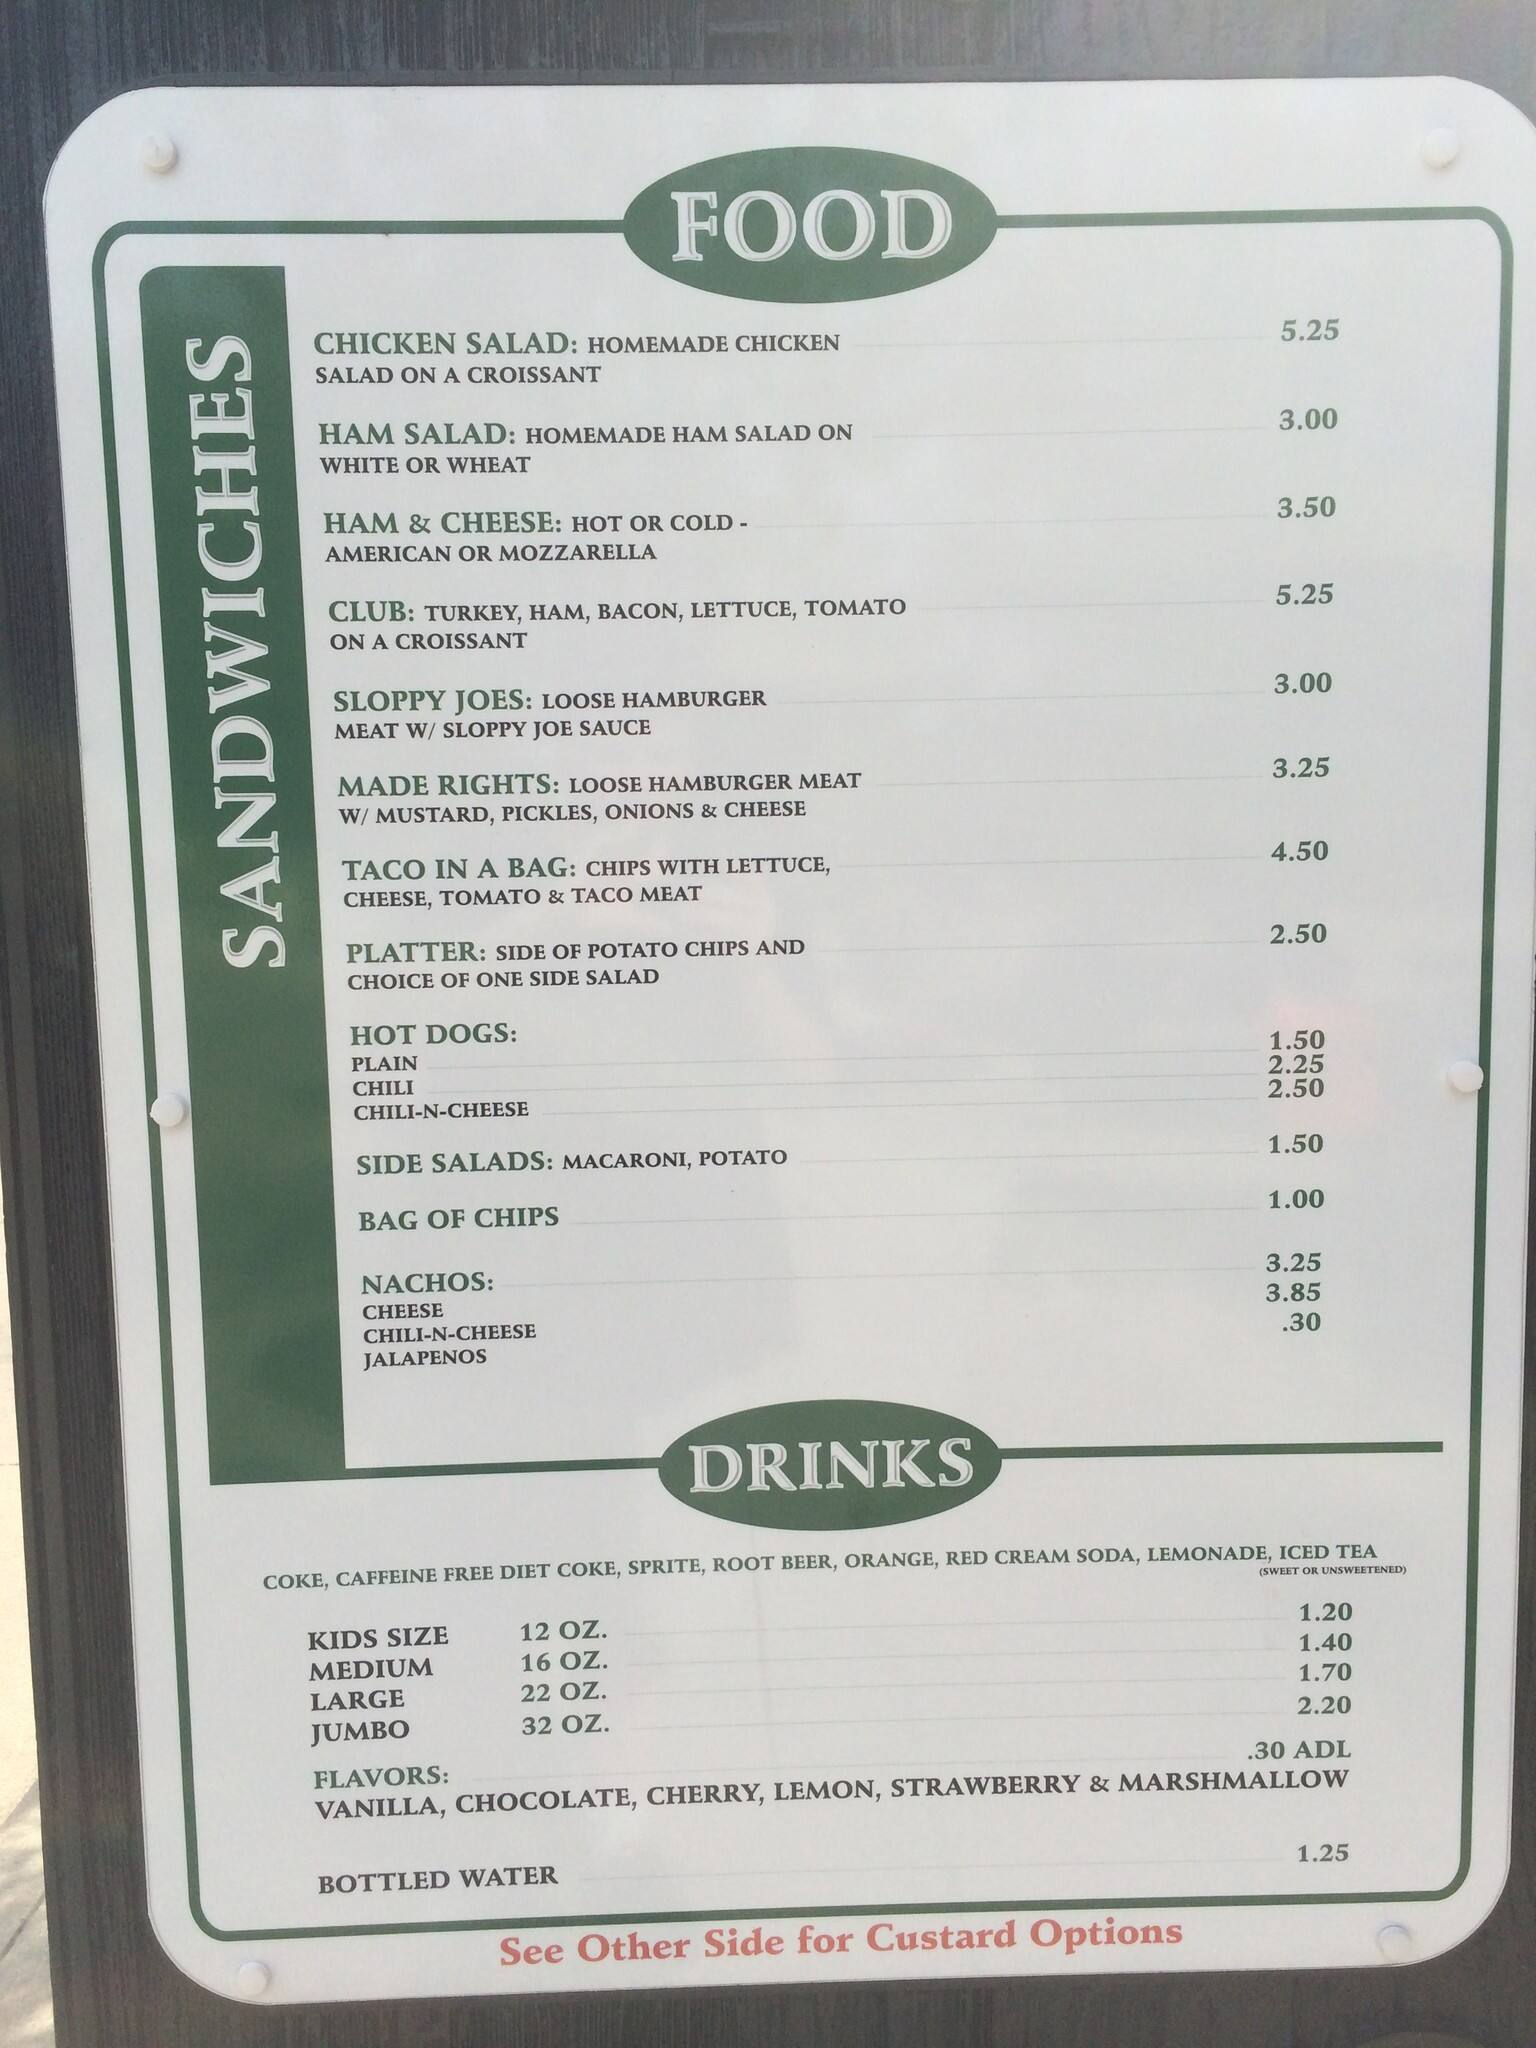 FOOD
SANDWICHES
CHICKEN SALAD: HOMEMADE CHICKEN 5.25
SALAD ON A CROISSANT
HAM SALAD: HOMEMADE HAM SALAD ON 3.00
WHITE OR WHEAT
HAM & CHEESE: HOT OR COLD - 3.50
AMERICAN OR MOZZARELLA
CLUB: TURKEY, HAM, BACON, LETTUCE, TOMATO 5.25
ON A CROISSANT
SLOPPY JOES: LOOSE HAMBURGER 3.00
MEAT W/ SLOPPY JOE SAUCE
MADE RIGHTS: LOOSE HAMBURGER MEAT 3.25
W/ MUSTARD, PICKLES, ONIONS & CHEESE
TACO IN A BAG: CHIPS WITH LETTUCE, 4.50
CHEESE, TOMATO & TACO MEAT
PLATTER: SIDE OF POTATO CHIPS AND 2.50
CHOICE OF ONE SIDE SALAD
HOT DOGS:
PLAIN 1.50
CHILI 2.25
CHILI-N-CHEESE 2.50
SIDE SALADS: MACARONI, POTATO 1.50
BAG OF CHIPS 1.00
NACHOS:
CHEESE 3.25
CHILI-N-CHEESE 3.85
JALAPENOS .30
DRINKS
COKE, CAFFEINE FREE DIET COKE, SPRITE, ROOT BEER, ORANGE, RED CREAM SODA, LEMONADE, ICED TEA
(SWEET OR UNSWEETENED)
KIDS SIZE 12 OZ. 1.20
MEDIUM 16 OZ. 1.40
LARGE 22 OZ. 1.70
JUMBO 32 OZ. 2.20
FLAVORS: .30 ADL
VANILLA, CHOCOLATE, CHERRY, LEMON, STRAWBERRY & MARSHMALLOW
BOTTLED WATER 1.25
See Other Side for Custard Options